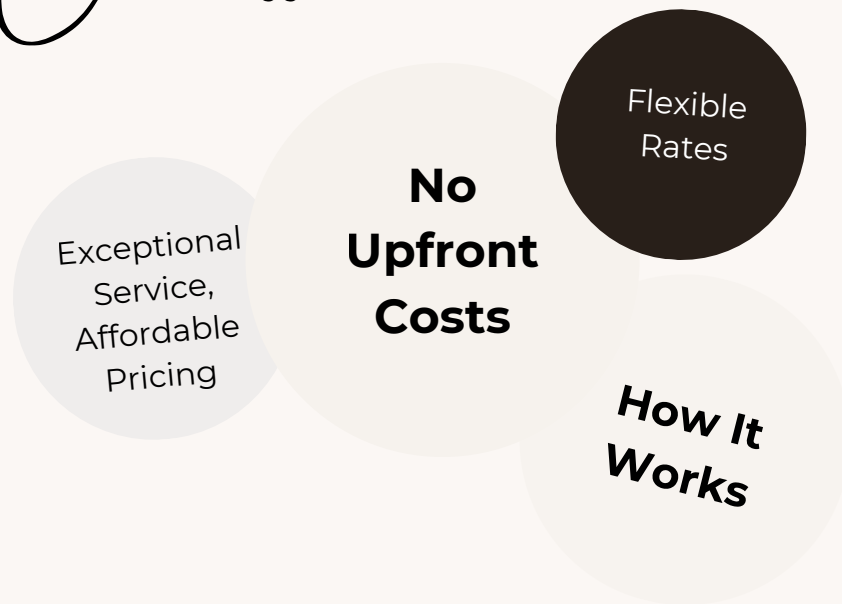 Flexible
Rates
No
Upfront
Costs
Exceptional
Service,
Affordable
Pricing
How It
Works